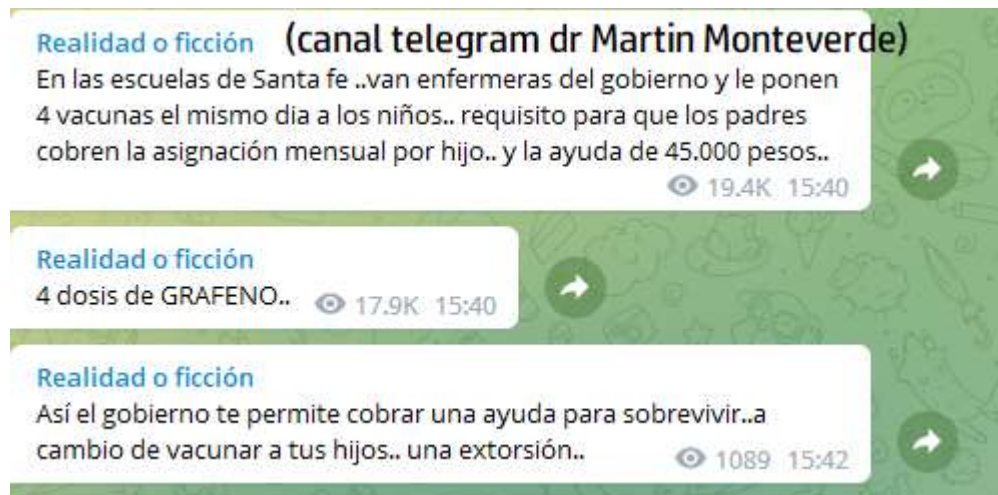 Realidad o ficción (canal telegram dr Martin Monteverde)
En las escuelas de Santa fe ..van enfermeras del gobierno y le ponen
4 vacunas el mismo dia a los niños.. requisito para que los padres
cobren la asignación mensual por hijo.. y la ayuda de 45.000 pesos..
19.4K 15:40
Realidad o ficción
4 dosis de GRAFENO.. 17.9K 15:40
Realidad o ficción
Así el gobierno te permite cobrar una ayuda para sobrevivir..a
cambio de vacunar a tus hijos.. una extorsión.. 1089 15:42